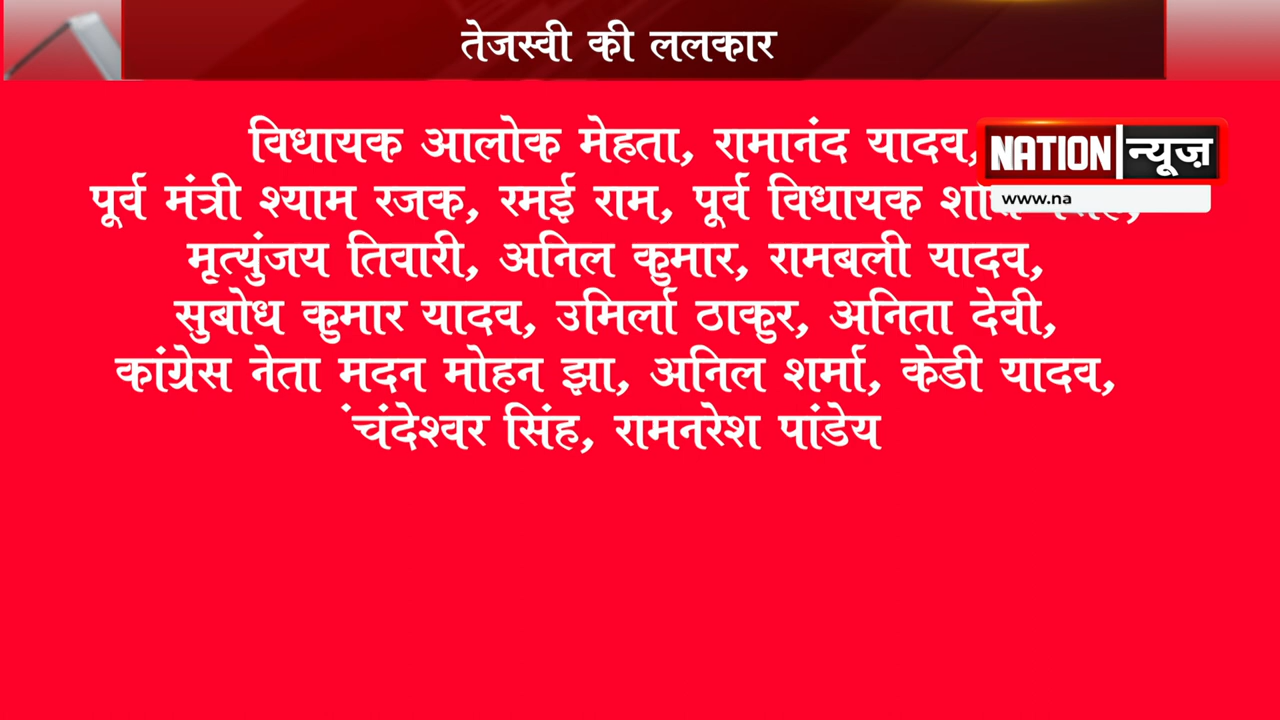 तेजस्वी की ललकार
विधायक आलोक मेहता, रामानंद यादव,
NATION न्यूज़
www.na
पूर्व मंत्री श्याम रजक, रमई राम, पूर्व विधायक
मृत्युंजय तिवारी, अनिल कुमार, रामबली यादव,
सुबोध कुमार यादव, उमिर्ला ठाकुर, अनिता देवी,
कांग्रेस नेता मदन मोहन झा, अनिल शर्मा, केडी यादव,
ंचंदेश्वर सिंह, रामनरेश पांडेय